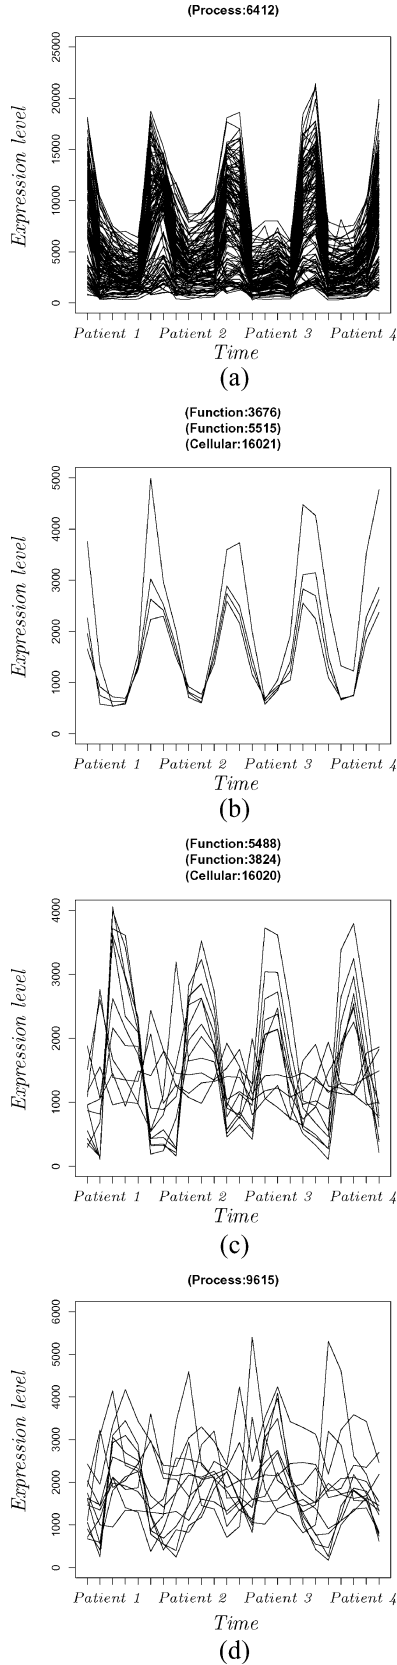 (Process:6412)
25000
20000
15000
10000
5000
0
Expression level
Patient 1 Patient 2 Patient 3 Patient 4
Time
(a)
(Function:3676)
(Function:5515)
(Cellular:16021)
5000
4000
3000
2000
1000
0
Expression level
Patient 1 Patient 2 Patient 3 Patient 4
Time
(b)
(Function:5488)
(Function:3824)
(Cellular:16020)
4000
3000
2000
1000
0
Expression level
Patient 1 Patient 2 Patient 3 Patient 4
Time
(c)
(Process:9615)
6000
5000
4000
3000
2000
1000
0
Expression level
Patient 1 Patient 2 Patient 3 Patient 4
Time
(d)